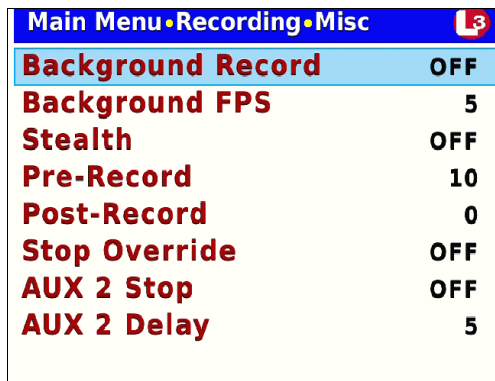 Main Menu•Recording•Misc L3
Background Record OFF
Background FPS 5
Stealth OFF
Pre-Record 10
Post-Record 0
Stop Override OFF
AUX 2 Stop OFF
AUX 2 Delay 5